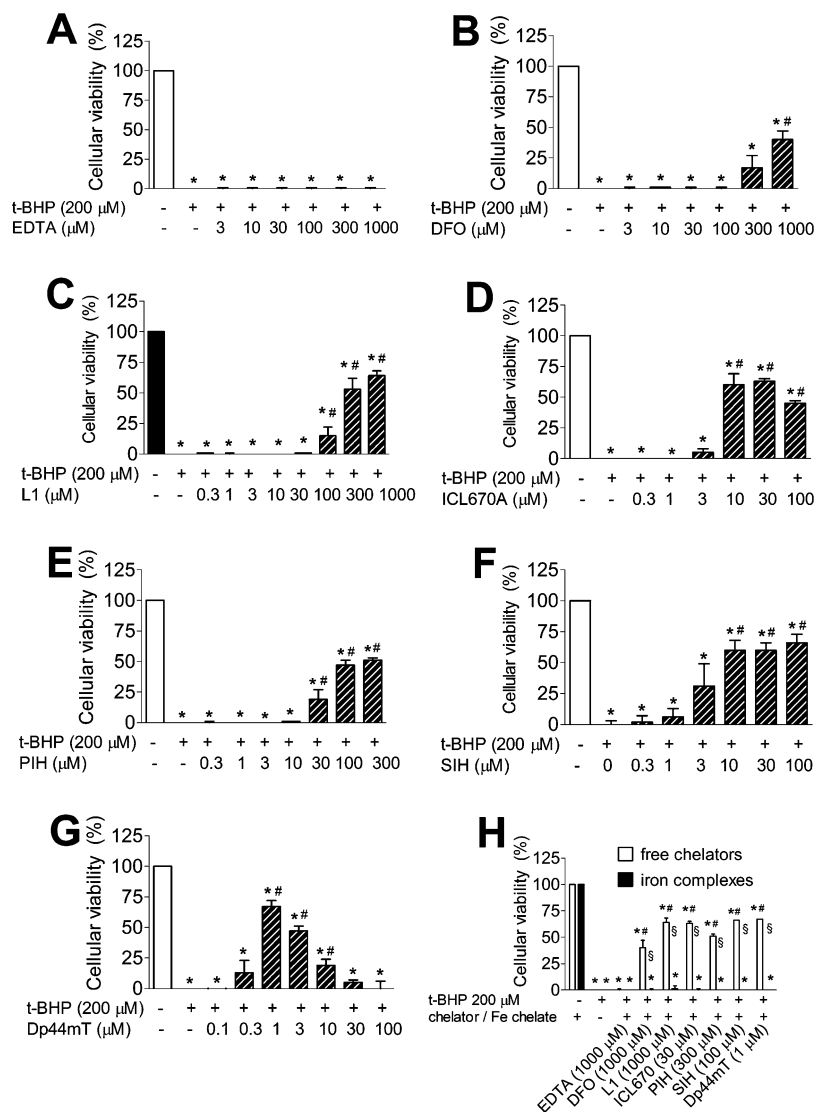 A
Cellular viability (%)
125
100
75
50
25
0
* * * * * * *
t-BHP (200 μM) - + + + + + + +
EDTA (μM) - - 3 10 30 100 300 1000
B
Cellular viability (%)
125
100
75
50
25
0
* * * * * * *#
t-BHP (200 μM) - + + + + + + +
DFO (μM) - - 3 10 30 100 300 1000
C
Cellular viability (%)
125
100
75
50
25
0
* * * * * * *# *# *#
t-BHP (200 μM) - + + + + + + + + +
L1 (μM) - - 0.3 1 3 10 30 100 300 1000
D
Cellular viability (%)
125
100
75
50
25
0
* * * * *# *# *#
t-BHP (200 μM) - + + + + + + +
ICL670A (μM) - - 0.3 1 3 10 30 100
E
Cellular viability (%)
125
100
75
50
25
0
* * * * * *# *# *#
t-BHP (200 μM) - + + + + + + + +
PIH (μM) - - 0.3 1 3 10 30 100 300
F
Cellular viability (%)
125
100
75
50
25
0
* * * * *# *# *#
t-BHP (200 μM) - + + + + + + +
SIH (μM) - 0 0.3 1 3 10 30 100
G
Cellular viability (%)
125
100
75
50
25
0
* * * *# *# *# * *
t-BHP (200 μM) - + + + + + + + +
Dp44mT (μM) - - 0.1 0.3 1 3 10 30 100
H
Cellular viability (%)
free chelators
iron complexes
125
100
75
50
25
0
*# *# *# *# *# *#
§ § § § § §
* * * * * * * * * *
t-BHP 200 μM - + + + + + + + +
chelator / Fe chelate + - + + + + + + +
EDTA (1000 μM)
DFO (1000 μM)
L1 (1000 μM)
ICL670 (30 μM)
PIH (300 μM)
SIH (100 μM)
Dp44mT (1 μM)